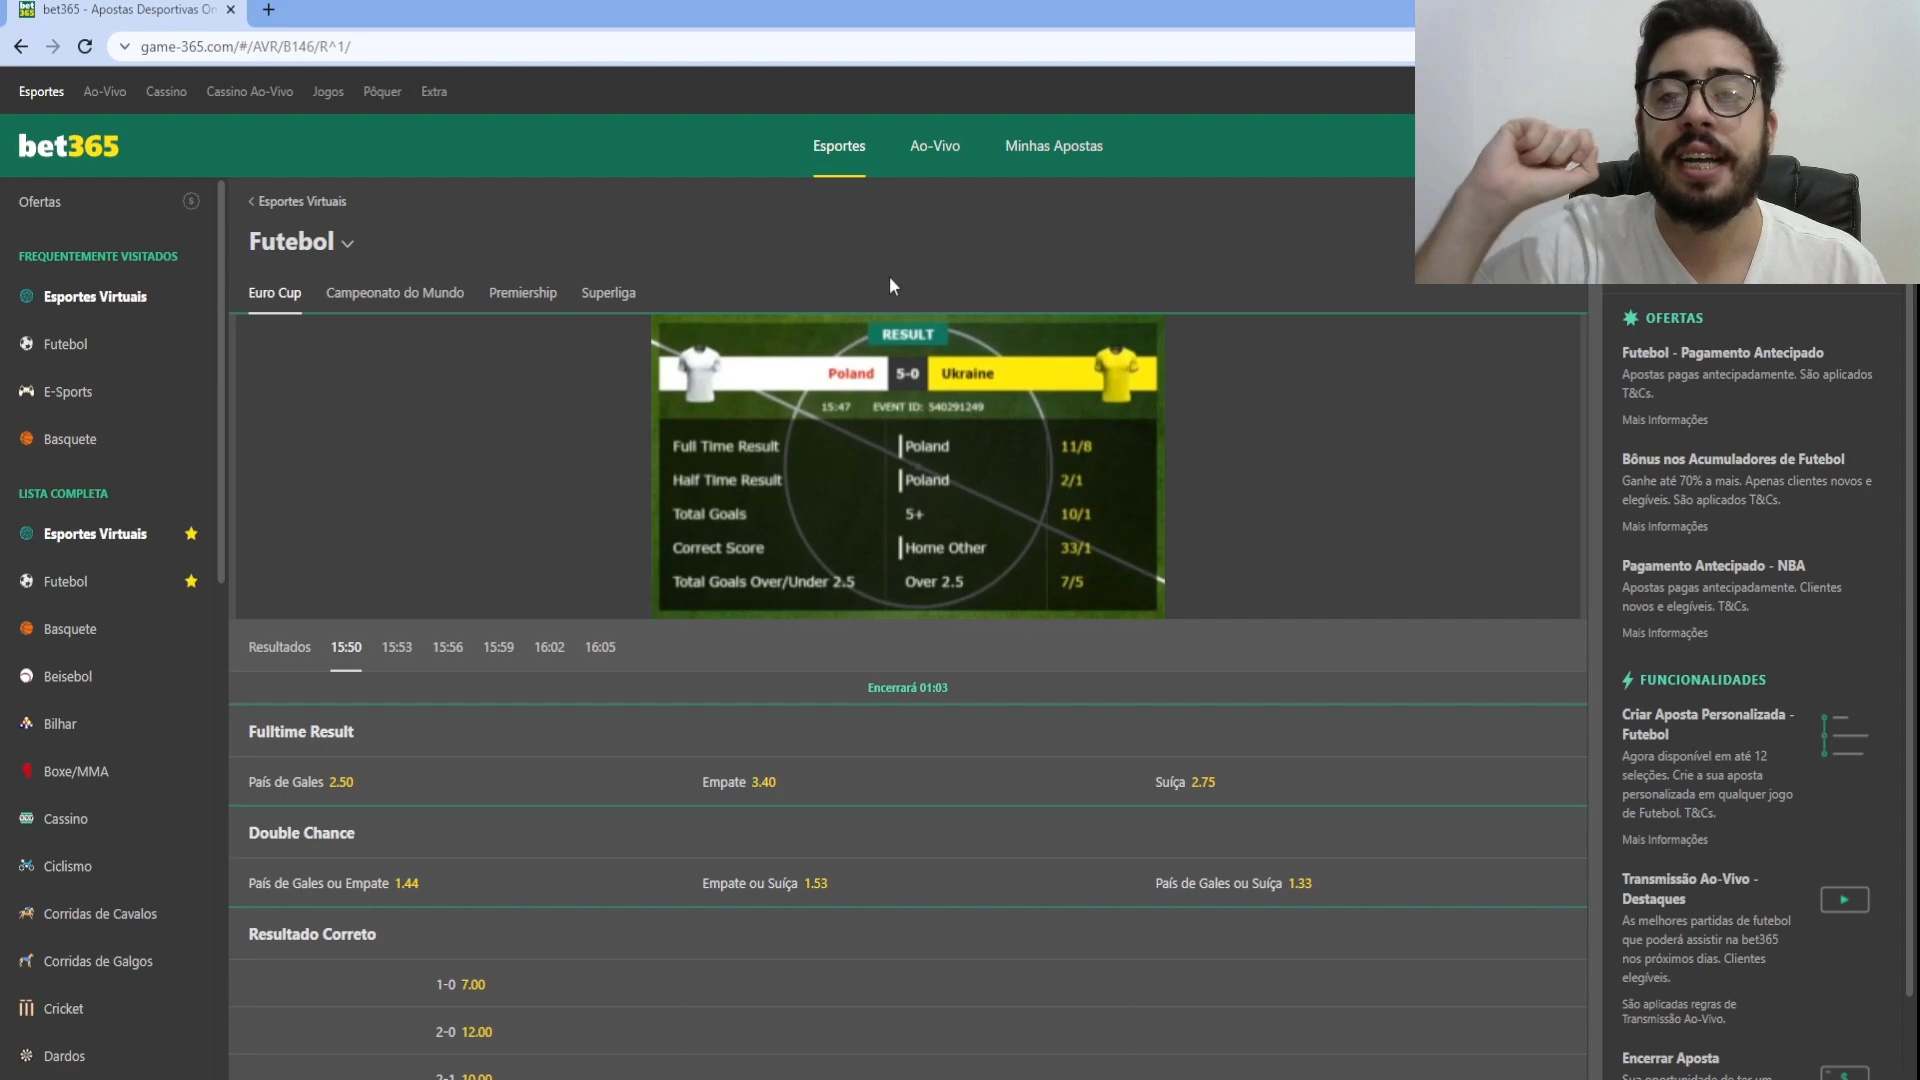 bet365 - Apostas Desportivas On
game-365.com/#/AVR/B146/R^1/
Esportes Ao-Vivo Cassino Cassino Ao-Vivo Jogos Pôquer Extra
bet365
Esportes Ao-Vivo Minhas Apostas
Ofertas
FREQUENTEMENTE VISITADOS
Esportes Virtuais
Futebol
E-Sports
Basquete
LISTA COMPLETA
Esportes Virtuais
Futebol
Basquete
Beisebol
Bilhar
Boxe/MMA
Cassino
Ciclismo
Corridas de Cavalos
Corridas de Galgos
Cricket
Dardos
Esportes Virtuais
Futebol
Euro Cup Campeonato do Mundo Premiership Superliga
RESULT
Poland 5-0 Ukraine
15:47 EVENT ID: 540291249
Full Time Result Poland 11/8
Half Time Result Poland 2/1
Total Goals 5+ 10/1
Correct Score Home Other 33/1
Total Goals Over/Under 2.5 Over 2.5 7/5
Resultados 15:50 15:53 15:56 15:59 16:02 16:05
Encerrará 01:03
Fulltime Result
País de Gales 2.50 Empate 3.40 Suíça 2.75
Double Chance
País de Gales ou Empate 1.44 Empate ou Suíça 1.53 País de Gales ou Suíça 1.33
Resultado Correto
1-0 7.00
2-0 12.00
2-1 10.00
OFERTAS
Futebol - Pagamento Antecipado
Apostas pagas antecipadamente. São aplicados
T&Cs.
Mais Informações
Bônus nos Acumuladores de Futebol
Ganhe até 70% a mais. Apenas clientes novos e
elegíveis. São aplicados T&Cs.
Mais Informações
Pagamento Antecipado - NBA
Apostas pagas antecipadamente. Clientes
novos e elegíveis. T&Cs.
Mais Informações
FUNCIONALIDADES
Criar Aposta Personalizada -
Futebol
Agora disponível em até 12
seleções. Crie a sua aposta
personalizada em qualquer jogo
de Futebol. T&Cs.
Mais Informações
Transmissão Ao-Vivo -
Destaques
As melhores partidas de futebol
que poderá assistir na bet365
nos próximos dias. Clientes
elegíveis.
São aplicadas regras de
Transmissão Ao-Vivo.
Encerrar Aposta
Sua oportunidade de ter um